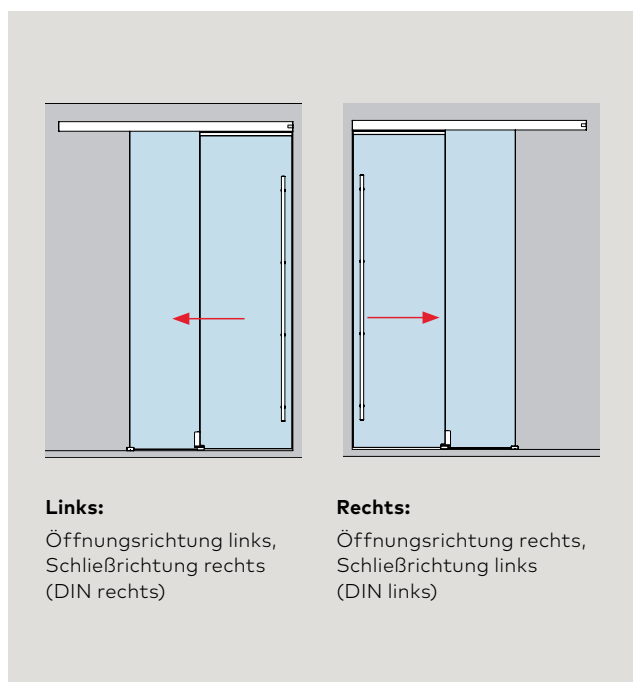 Links:
Öffnungsrichtung links,
Schließrichtung rechts
(DIN rechts)
Rechts:
Öffnungsrichtung rechts,
Schließrichtung links
(DIN links)